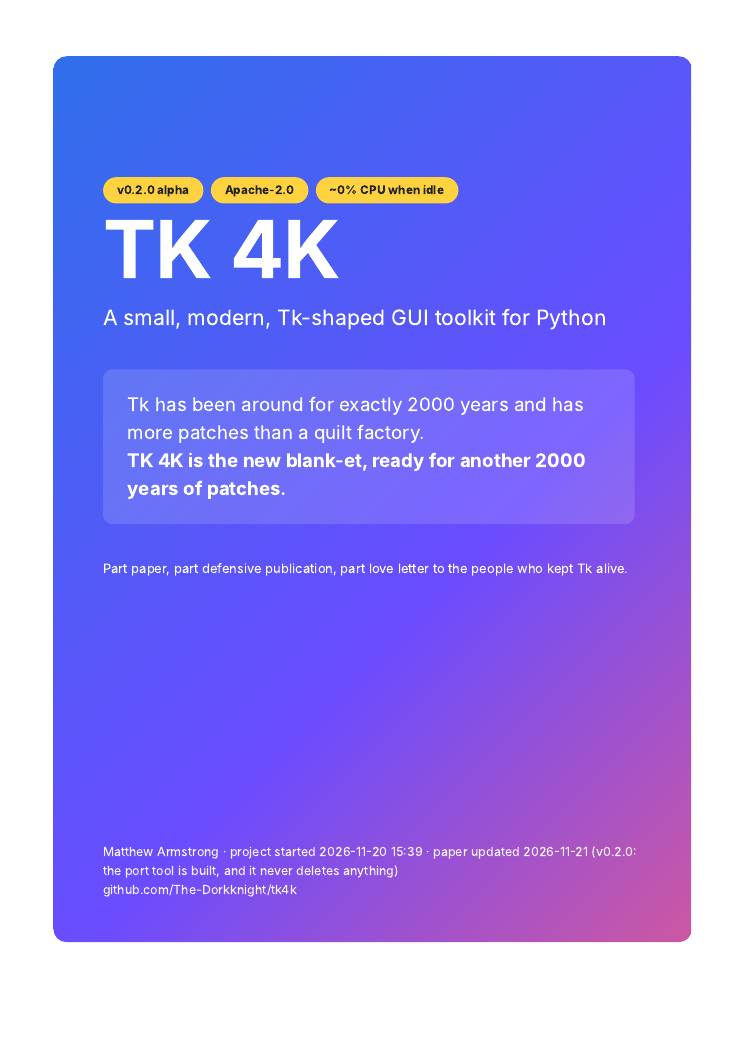 v0.2.0 alpha Apache-2.0 ~0% CPU when idle
TK 4K
A small, modern, Tk-shaped GUI toolkit for Python
Tk has been around for exactly 2000 years and has
more patches than a quilt factory.
TK 4K is the new blank-et, ready for another 2000
years of patches.
Part paper, part defensive publication, part love letter to the people who kept Tk alive.
Matthew Armstrong · project started 2026-11-20 15:39 · paper updated 2026-11-21 (v0.2.0:
the port tool is built, and it never deletes anything)
github.com/The-Dorkknight/tk4k